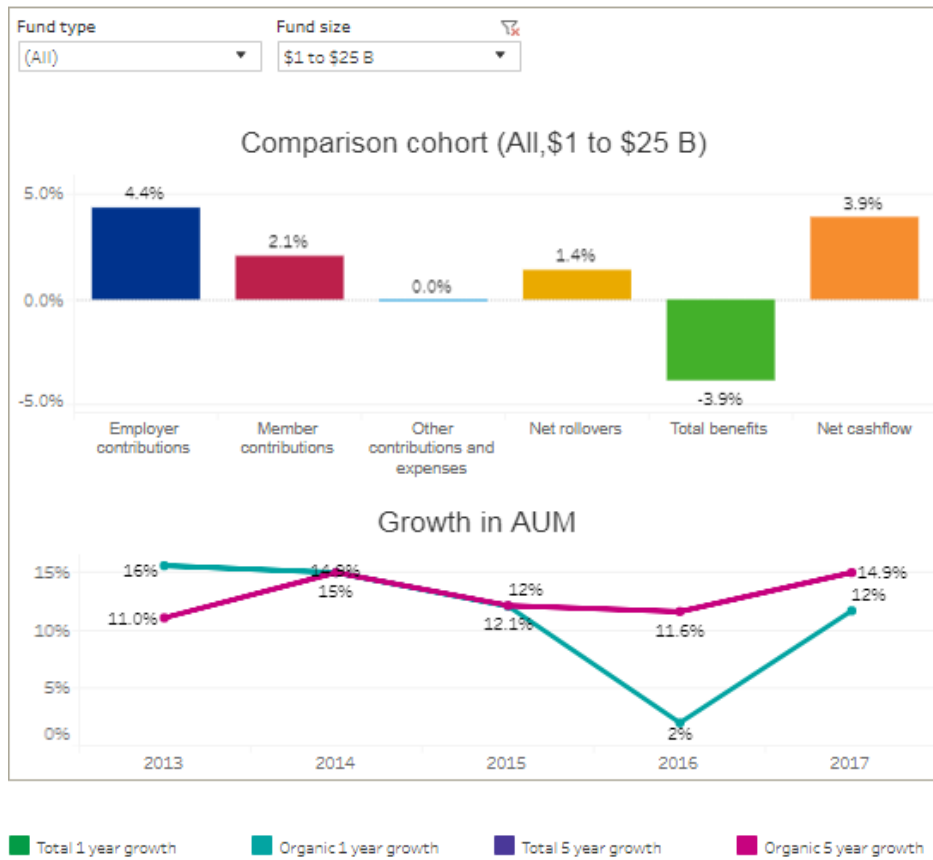 Fund type Fund size
(All) $1 to $25 B
Comparison cohort (All,$1 to $25 B)
5.0%
0.0%
-5.0%
4.4%
2.1%
0.0%
1.4%
-3.9%
3.9%
Employer contributions
Member contributions
Other contributions and expenses
Net rollovers
Total benefits
Net cashflow
Growth in AUM
15%
10%
5%
0%
16%
11.0%
15%
12%
12.1%
11.6%
2%
14.9%
12%
2013 2014 2015 2016 2017
Total 1 year growth Organic 1 year growth Total 5 year growth Organic 5 year growth